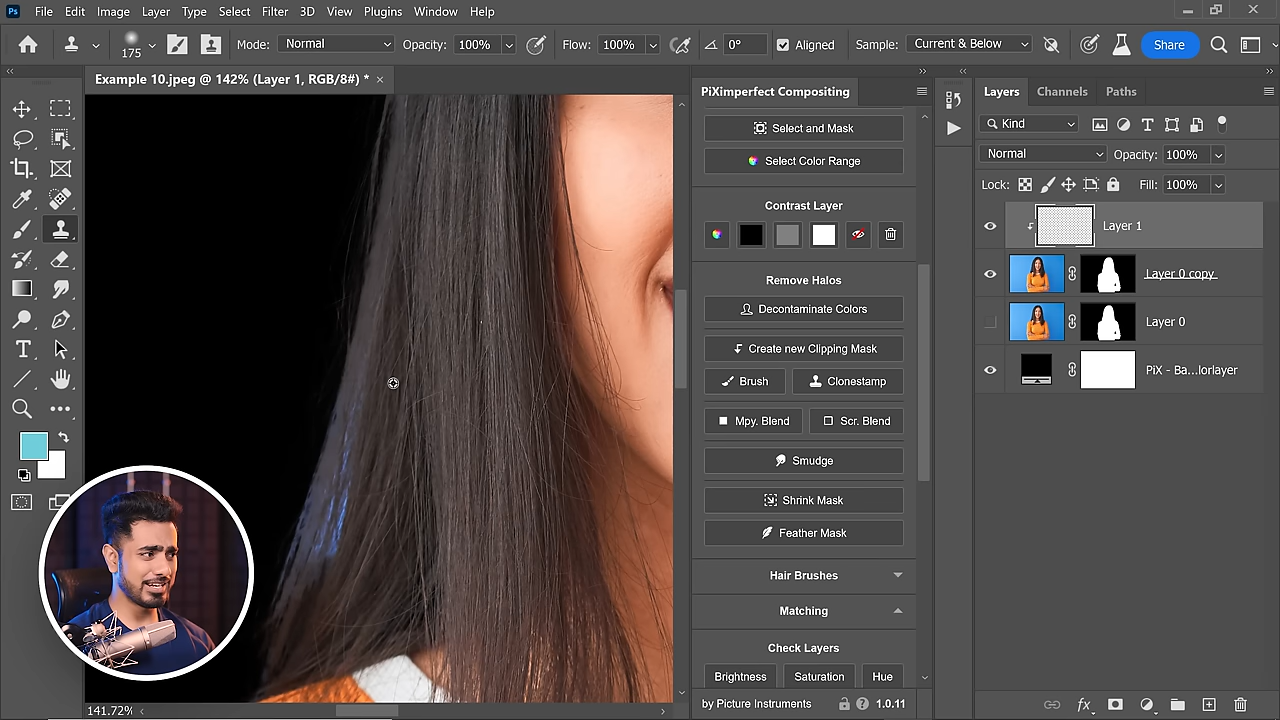 Ps File Edit Image Layer Type Select Filter 3D View Plugins Window Help
175 Mode: Normal Opacity: 100% Flow: 100% 0° Aligned Sample: Current & Below Share
Example 10.jpeg @ 142% (Layer 1, RGB/8#) * ×
PiXimperfect Compositing
Select and Mask
Select Color Range
Contrast Layer
Remove Halos
Decontaminate Colors
Create new Clipping Mask
Brush Clonestamp
Mpy. Blend Scr. Blend
Smudge
Shrink Mask
Feather Mask
Hair Brushes
Matching
Check Layers
Brightness Saturation Hue
by Picture Instruments 1.0.11
Layers Channels Paths
Kind
Normal Opacity: 100%
Lock: Fill: 100%
Layer 1
Layer 0 copy
Layer 0
PiX - Ba...lorlayer
141.72%